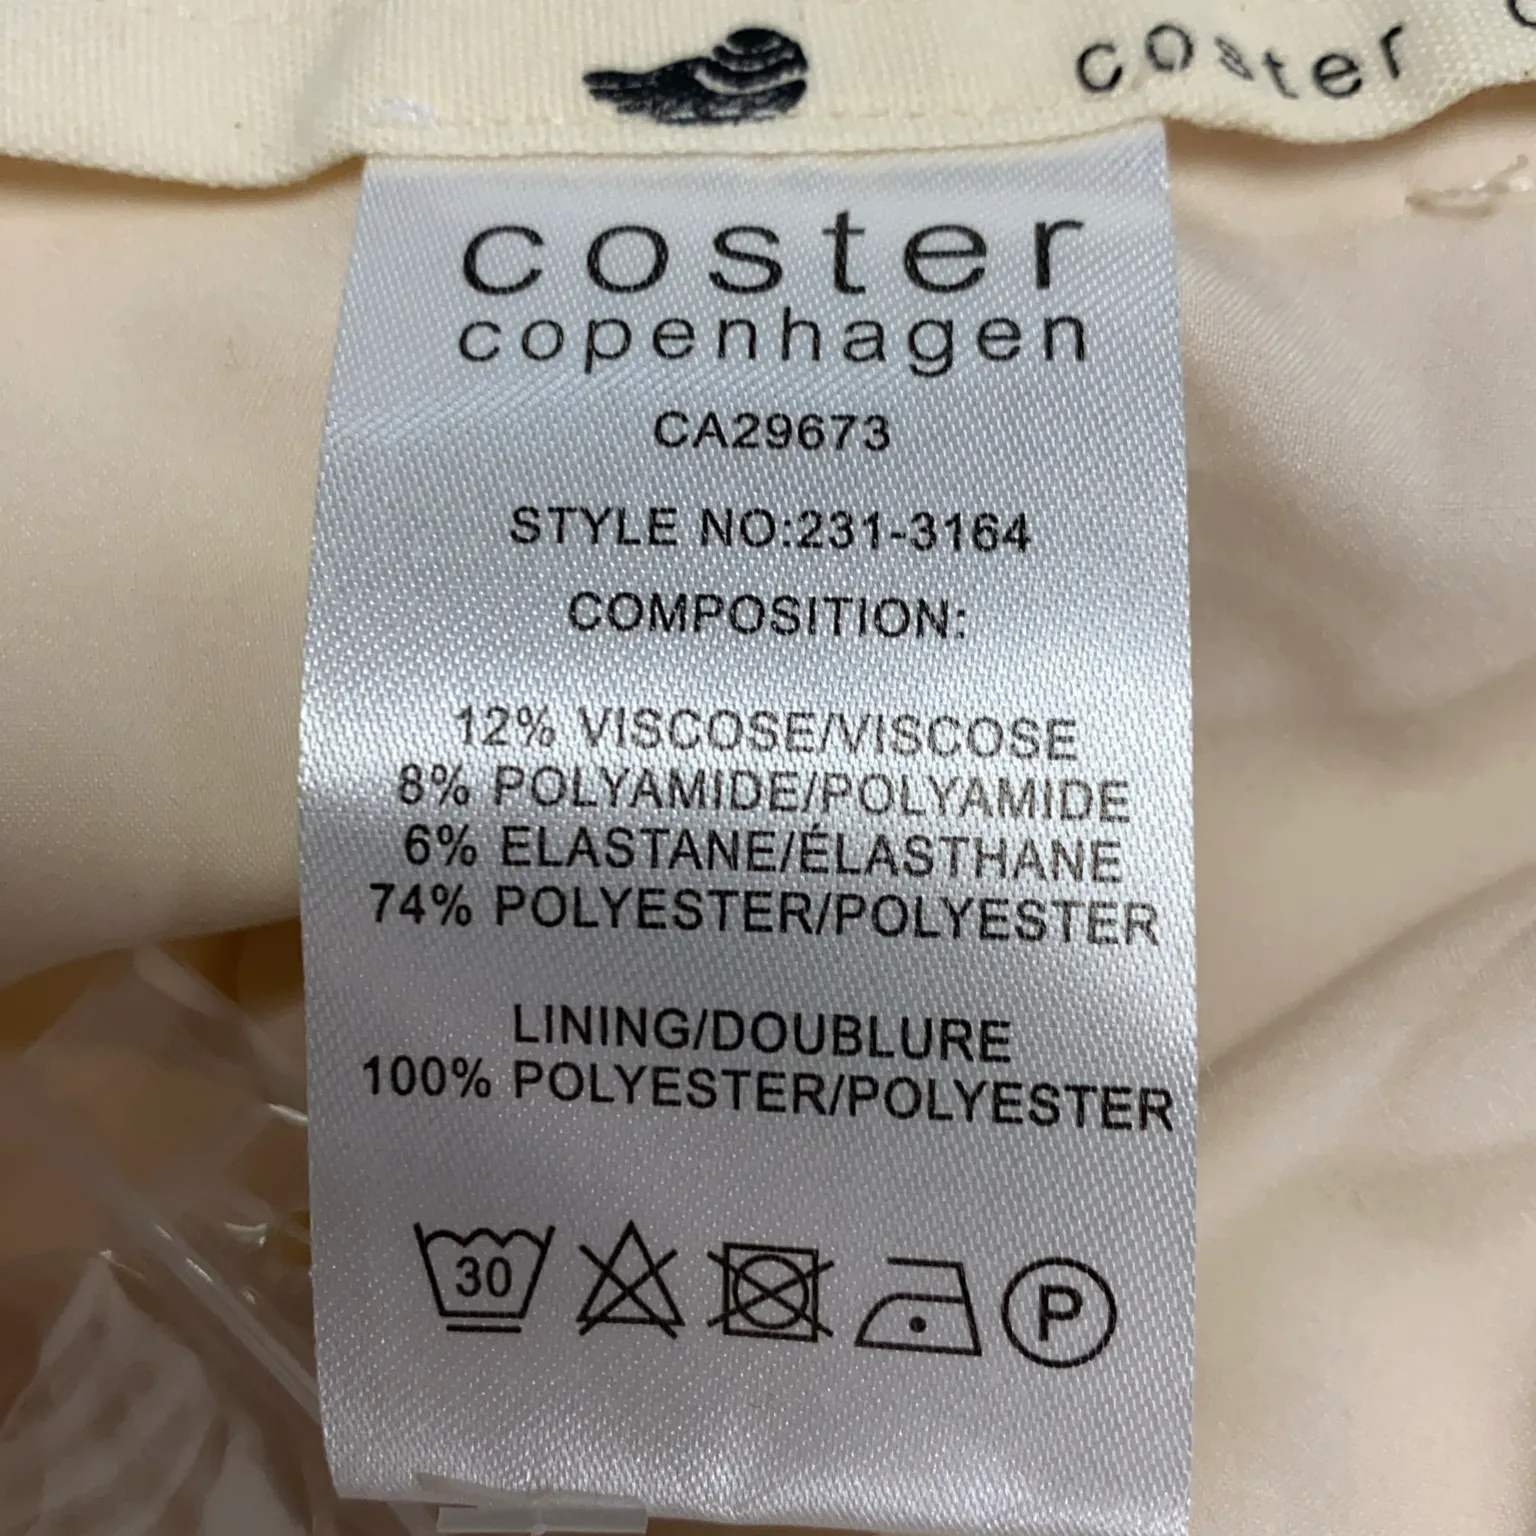 coster
coster
copenhagen
CA29673
STYLE NO:231-3164
COMPOSITION:
12% VISCOSE/VISCOSE
8% POLYAMIDE/POLYAMIDE
6% ELASTANE/ÉLASTHANE
74% POLYESTER/POLYESTER
LINING/DOUBLURE
100% POLYESTER/POLYESTER
30 P